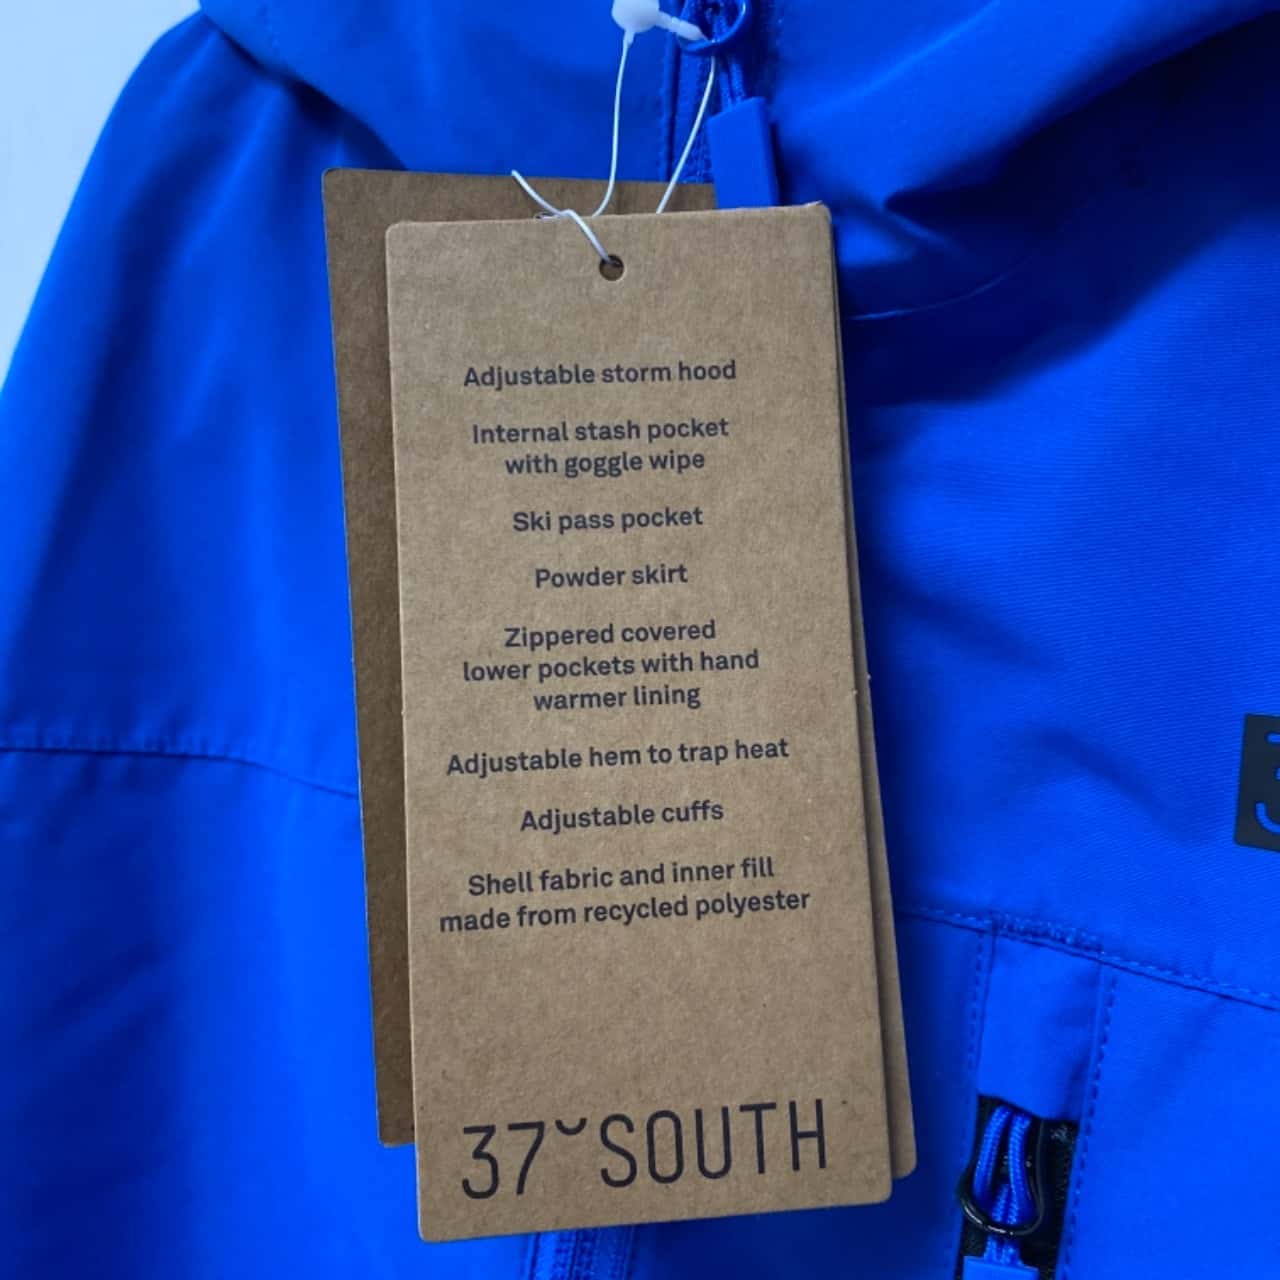 Adjustable storm hood
Internal stash pocket
with goggle wipe
Ski pass pocket
Powder skirt
Zippered covered
lower pockets with hand
warmer lining
Adjustable hem to trap heat
Adjustable cuffs
Shell fabric and inner fill
made from recycled polyester
37˘SOUTH